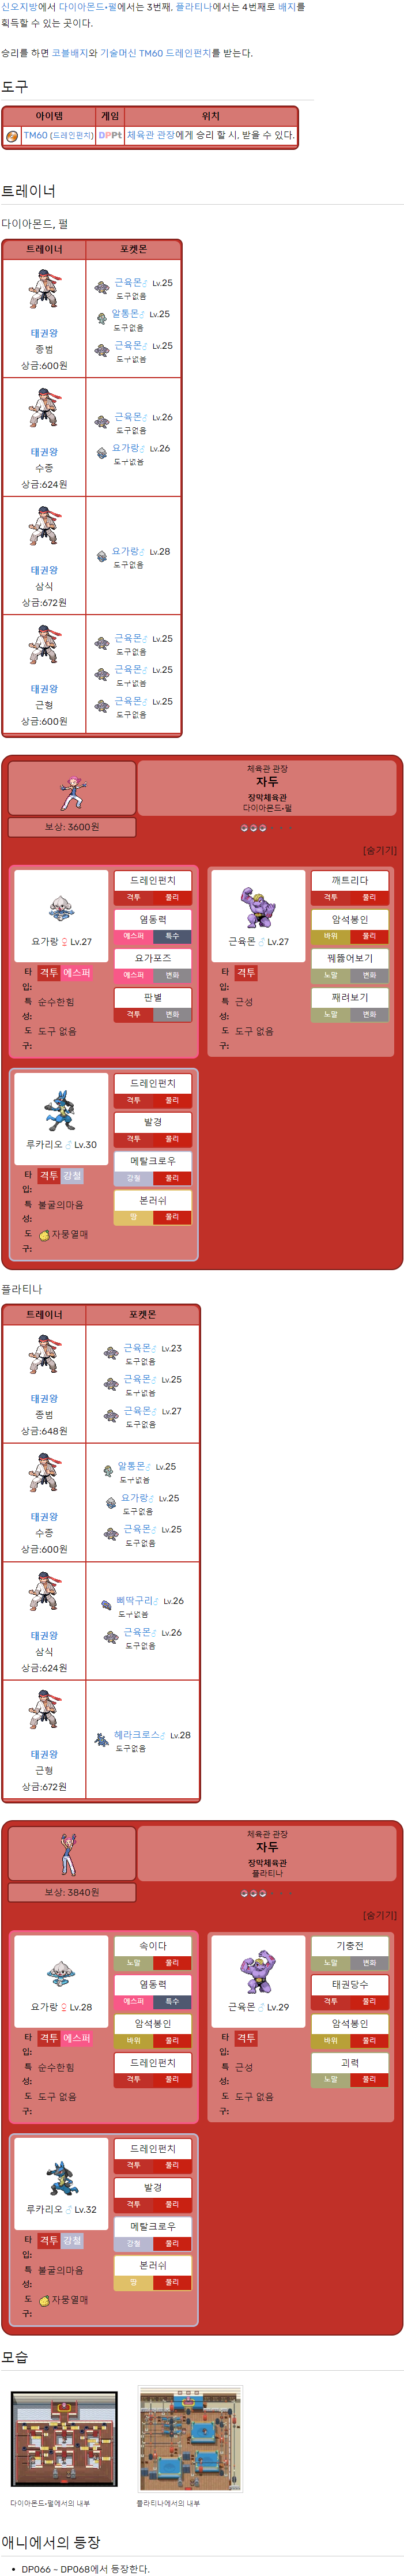 신오지방에서 다이아몬드·펄에서는 3번째, 플라티나에서는 4번째로 배지를
획득할 수 있는 곳이다.
승리를 하면 코볼배지와 기술머신 TM60 드레인펀치를 받는다.
도구
아이템 게임 위치
TM60 (드레인펀치) DPPt 체육관 관장에게 승리 할 시, 받을 수 있다.
트레이너
다이아몬드, 펄
트레이너 포켓몬
태권왕
종범
상금:600원
근육몬♂ Lv.25
도구없음
알통몬♂ Lv.25
도구없음
근육몬♂ Lv.25
도구없음
태권왕
수종
상금:624원
근육몬♂ Lv.26
도구없음
요가랑♂ Lv.26
도구없음
태권왕
삼식
상금:672원
요가랑♂ Lv.28
도구없음
태권왕
근형
상금:600원
근육몬♂ Lv.25
도구없음
근육몬♂ Lv.25
도구없음
근육몬♂ Lv.25
도구없음
체육관 관장
자두
장막체육관
다이아몬드·펄
보상: 3600원
[숨기기]
요가랑 ♀ Lv.27
타입: 격투 에스퍼
특성: 순수한힘
도구: 도구 없음
드레인펀치
격투 물리
염동력
에스퍼 특수
요가포즈
에스퍼 변화
판별
격투 변화
근육몬 ♂ Lv.27
타입: 격투
특성: 근성
도구: 도구 없음
깨트리다
격투 물리
암석봉인
바위 물리
꿰뚫어보기
노말 변화
째려보기
노말 변화
루카리오 ♂ Lv.30
타입: 격투 강철
특성: 불굴의마음
도구: 자뭉열매
드레인펀치
격투 물리
발경
격투 물리
메탈크로우
강철 물리
본러쉬
땅 물리
플라티나
트레이너 포켓몬
태권왕
종범
상금:648원
근육몬♂ Lv.23
도구없음
근육몬♂ Lv.25
도구없음
근육몬♂ Lv.27
도구없음
태권왕
수종
상금:600원
알통몬♂ Lv.25
도구없음
요가랑♂ Lv.25
도구없음
근육몬♂ Lv.25
도구없음
태권왕
삼식
상금:624원
삐딱구리♂ Lv.26
도구없음
근육몬♂ Lv.26
도구없음
태권왕
근형
상금:672원
헤라크로스♂ Lv.28
도구없음
체육관 관장
자두
장막체육관
플라티나
보상: 3840원
[숨기기]
요가랑 ♀ Lv.28
타입: 격투 에스퍼
특성: 순수한힘
도구: 도구 없음
속이다
노말 물리
염동력
에스퍼 특수
암석봉인
바위 물리
드레인펀치
격투 물리
근육몬 ♂ Lv.29
타입: 격투
특성: 근성
도구: 도구 없음
기충전
노말 변화
태권당수
격투 물리
암석봉인
바위 물리
괴력
노말 물리
루카리오 ♂ Lv.32
타입: 격투 강철
특성: 불굴의마음
도구: 자뭉열매
드레인펀치
격투 물리
발경
격투 물리
메탈크로우
강철 물리
본러쉬
땅 물리
모습
다이아몬드·펄에서의 내부
플라티나에서의 내부
애니에서의 등장
• DP066 ~ DP068에서 등장한다.